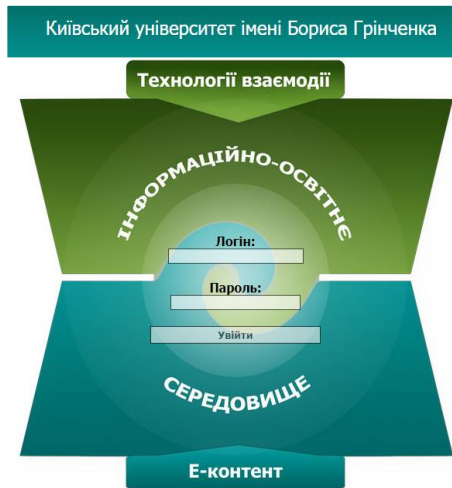 Київський університет імені Бориса Грінченка
Технології взаємодії
ІНФОРМАЦІЙНО-ОСВІТНЄ
Логін:
Пароль:
Увійти
СЕРЕДОВИЩЕ
Е-контент